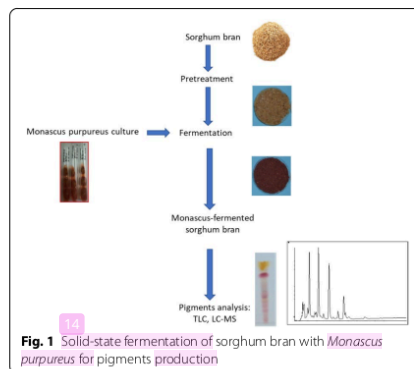 Sorghum bran
Pretreatment
Monascus purpureus culture
Fermentation
Monascus-fermented
sorghum bran
Pigments analysis:
TLC, LC-MS
14
Fig. 1 Solid-state fermentation of sorghum bran with Monascus
purpureus for pigments production